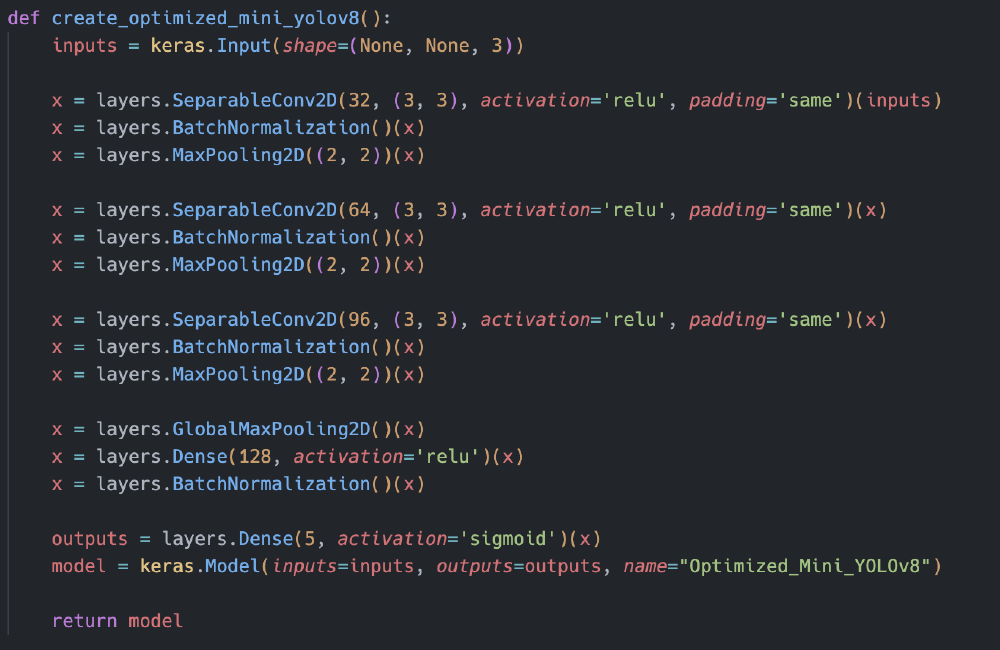 def create_optimized_mini_yolov8():
    inputs = keras.Input(shape=(None, None, 3))

    x = layers.SeparableConv2D(32, (3, 3), activation='relu', padding='same')(inputs)
    x = layers.BatchNormalization()(x)
    x = layers.MaxPooling2D((2, 2))(x)

    x = layers.SeparableConv2D(64, (3, 3), activation='relu', padding='same')(x)
    x = layers.BatchNormalization()(x)
    x = layers.MaxPooling2D((2, 2))(x)

    x = layers.SeparableConv2D(96, (3, 3), activation='relu', padding='same')(x)
    x = layers.BatchNormalization()(x)
    x = layers.MaxPooling2D((2, 2))(x)

    x = layers.GlobalMaxPooling2D()(x)
    x = layers.Dense(128, activation='relu')(x)
    x = layers.BatchNormalization()(x)

    outputs = layers.Dense(5, activation='sigmoid')(x)
    model = keras.Model(inputs=inputs, outputs=outputs, name="Optimized_Mini_YOLOv8")

    return model